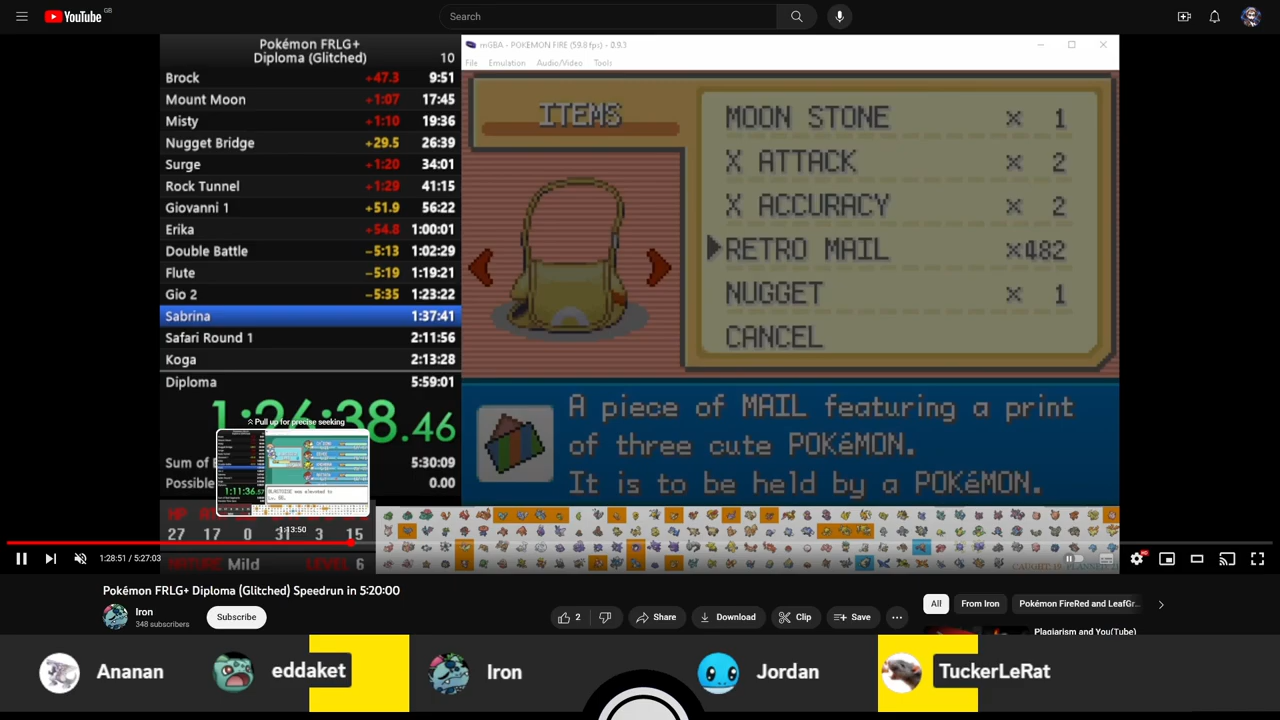 YouTube GB
Search
Pokémon FRLG+
Diploma (Glitched) 10
Brock +47.3 9:51
Mount Moon +1:07 17:45
Misty +1:10 19:36
Nugget Bridge +29.5 26:39
Surge +1:20 34:01
Rock Tunnel +1:29 41:15
Giovanni 1 +51.9 56:22
Erika +54.8 1:00:01
Double Battle −5:13 1:02:29
Flute −5:19 1:19:21
Gio 2 −5:35 1:23:22
Sabrina 1:37:41
Safari Round 1 2:11:56
Koga 2:13:28
Diploma 5:59:01
1:26:38.46
Pull up for precise seeking
Sum of 5:30:09
Possible 0.00
27 17 0 31 3 15
Mild LEVEL 6
mGBA - POKEMON FIRE (59.8 fps) - 0.9.3
File Emulation Audio/Video Tools
ITEMS
MOON STONE × 1
X ATTACK × 2
X ACCURACY × 2
RETRO MAIL ×482
NUGGET × 1
CANCEL
A piece of MAIL featuring a print
of three cute POKéMON.
It is to be held by a POKéMON.
1:13:50
1:28:51 / 5:27:03
Pokémon FRLG+ Diploma (Glitched) Speedrun in 5:20:00
Iron
348 subscribers
Subscribe
2
Share
Download
Clip
Save
All
From Iron
Pokémon FireRed and LeafGr...
Plagiarism and You(Tube)
Ananan
eddaket
Iron
Jordan
TuckerLeRat